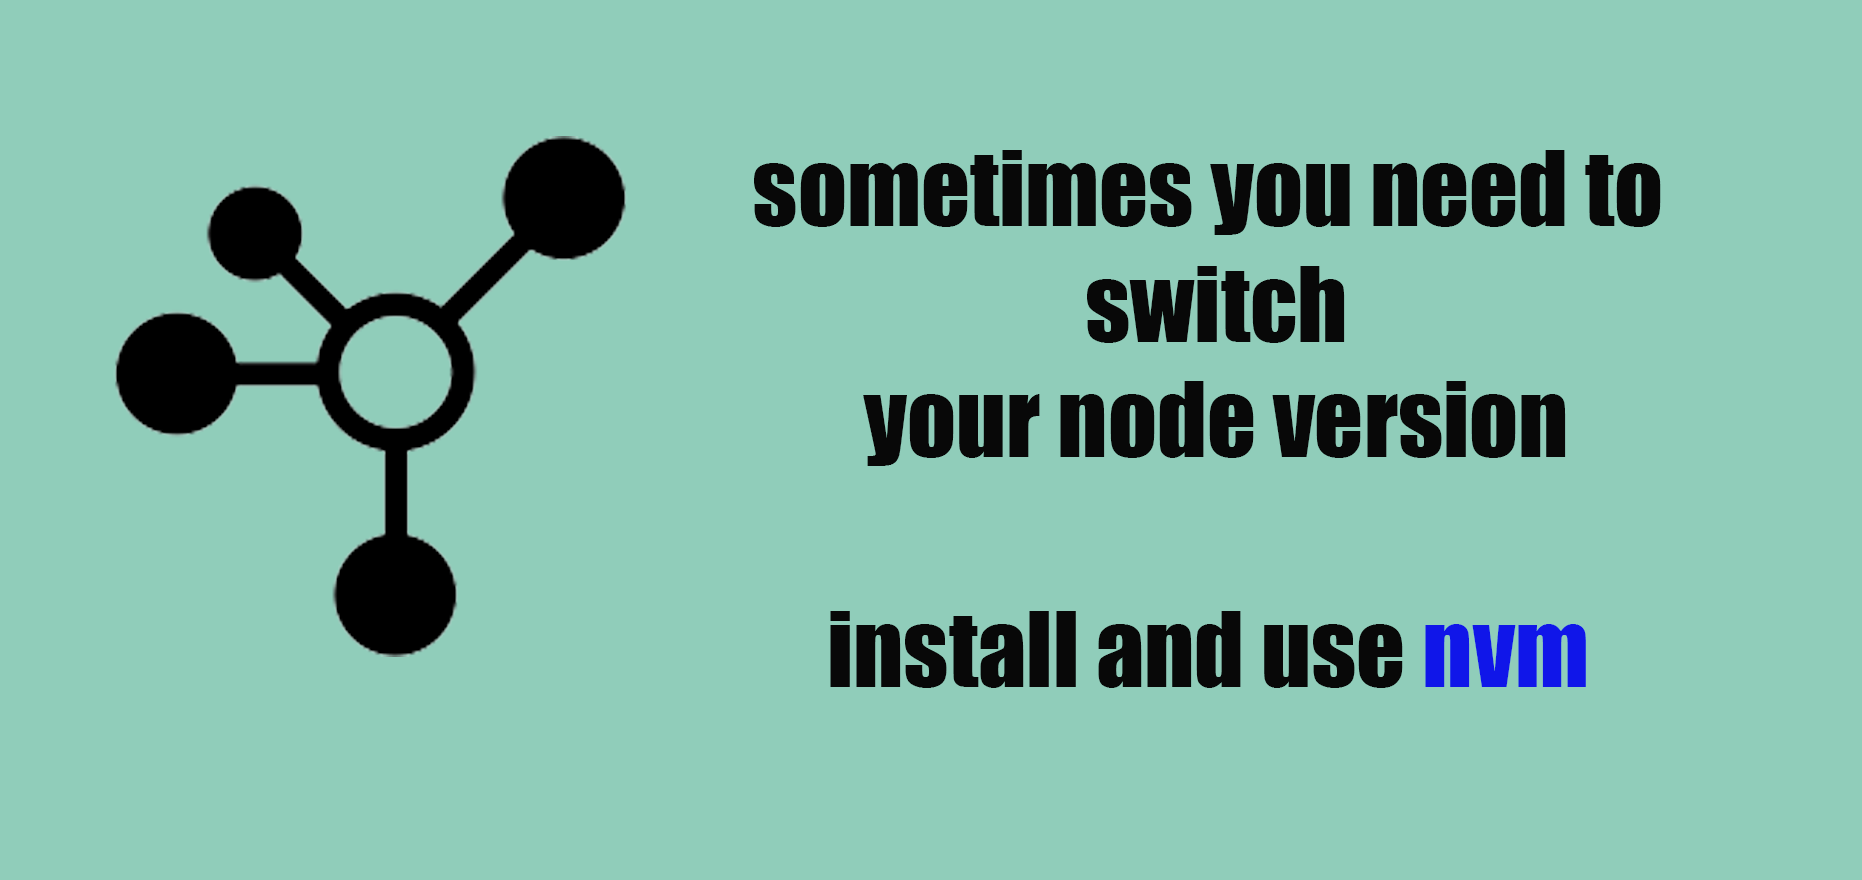 sometimes you need to
switch
your node version
install and use nvm